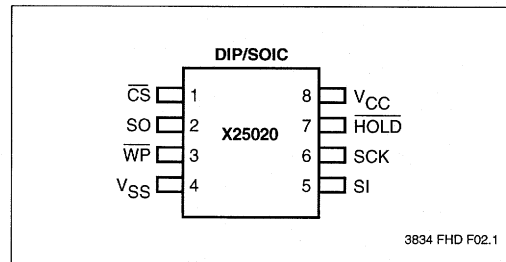 DIP/SOIC
CS 1 8 VCC
SO 2 X25020 7 HOLD
WP 3 6 SCK
VSS 4 5 SI
3834 FHD F02.1